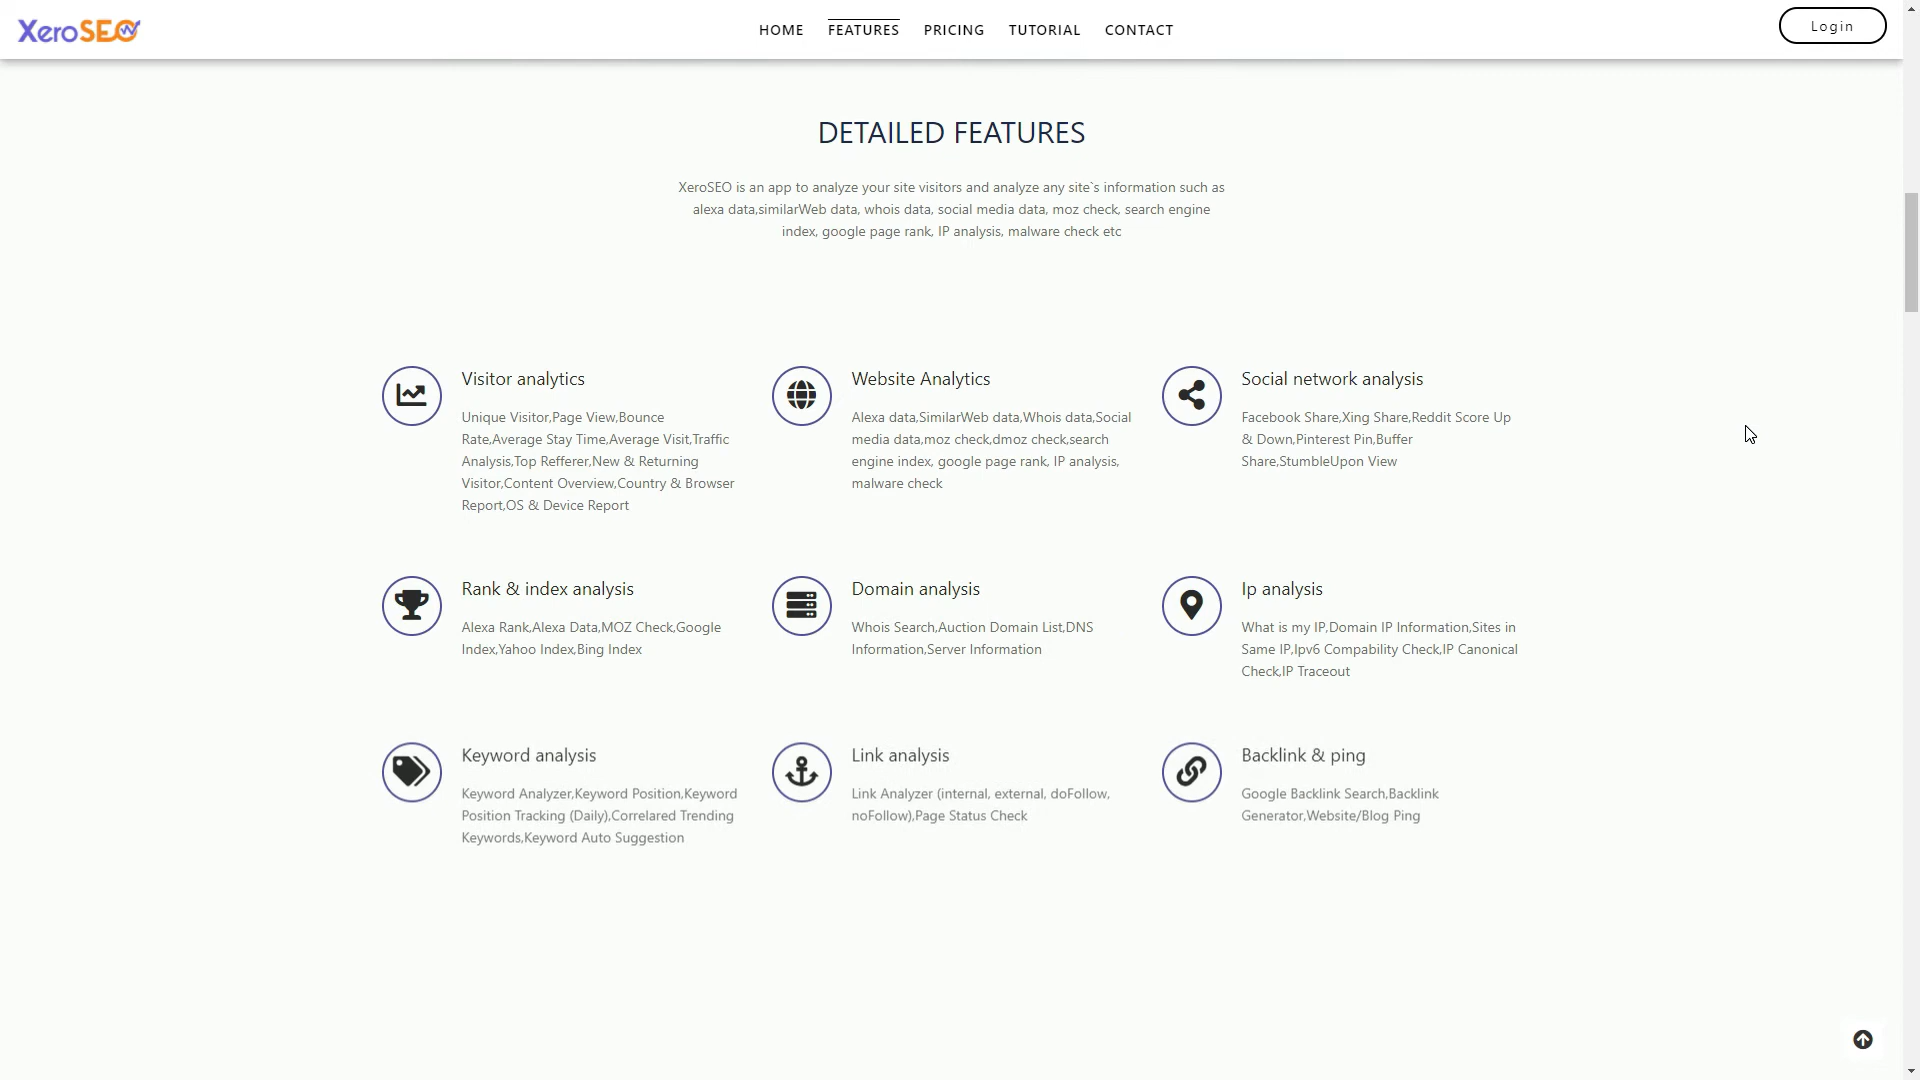 XeroSEO
HOME
FEATURES
PRICING
TUTORIAL
CONTACT
Login
DETAILED FEATURES
XeroSEO is an app to analyze your site visitors and analyze any site`s information such as
alexa data,similarWeb data, whois data, social media data, moz check, search engine
index, google page rank, IP analysis, malware check etc
Visitor analytics
Unique Visitor,Page View,Bounce
Rate,Average Stay Time,Average Visit,Traffic
Analysis,Top Refferer,New & Returning
Visitor,Content Overview,Country & Browser
Report,OS & Device Report
Website Analytics
Alexa data,SimilarWeb data,Whois data,Social
media data,moz check,dmoz check,search
engine index, google page rank, IP analysis,
malware check
Social network analysis
Facebook Share,Xing Share,Reddit Score Up
& Down,Pinterest Pin,Buffer
Share,StumbleUpon View
Rank & index analysis
Alexa Rank,Alexa Data,MOZ Check,Google
Index,Yahoo Index,Bing Index
Domain analysis
Whois Search,Auction Domain List,DNS
Information,Server Information
Ip analysis
What is my IP,Domain IP Information,Sites in
Same IP,Ipv6 Compability Check,IP Canonical
Check,IP Traceout
Keyword analysis
Keyword Analyzer,Keyword Position,Keyword
Position Tracking (Daily),Correlared Trending
Keywords,Keyword Auto Suggestion
Link analysis
Link Analyzer (internal, external, doFollow,
noFollow),Page Status Check
Backlink & ping
Google Backlink Search,Backlink
Generator,Website/Blog Ping